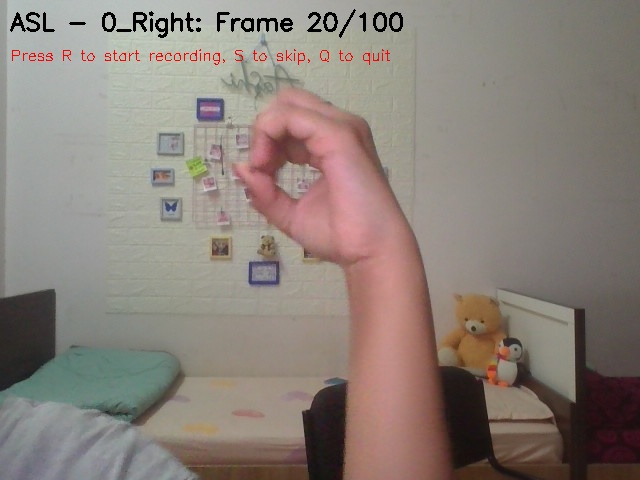 ASL - 0_Right: Frame 20/100
Press R to start recording, S to skip, Q to quit